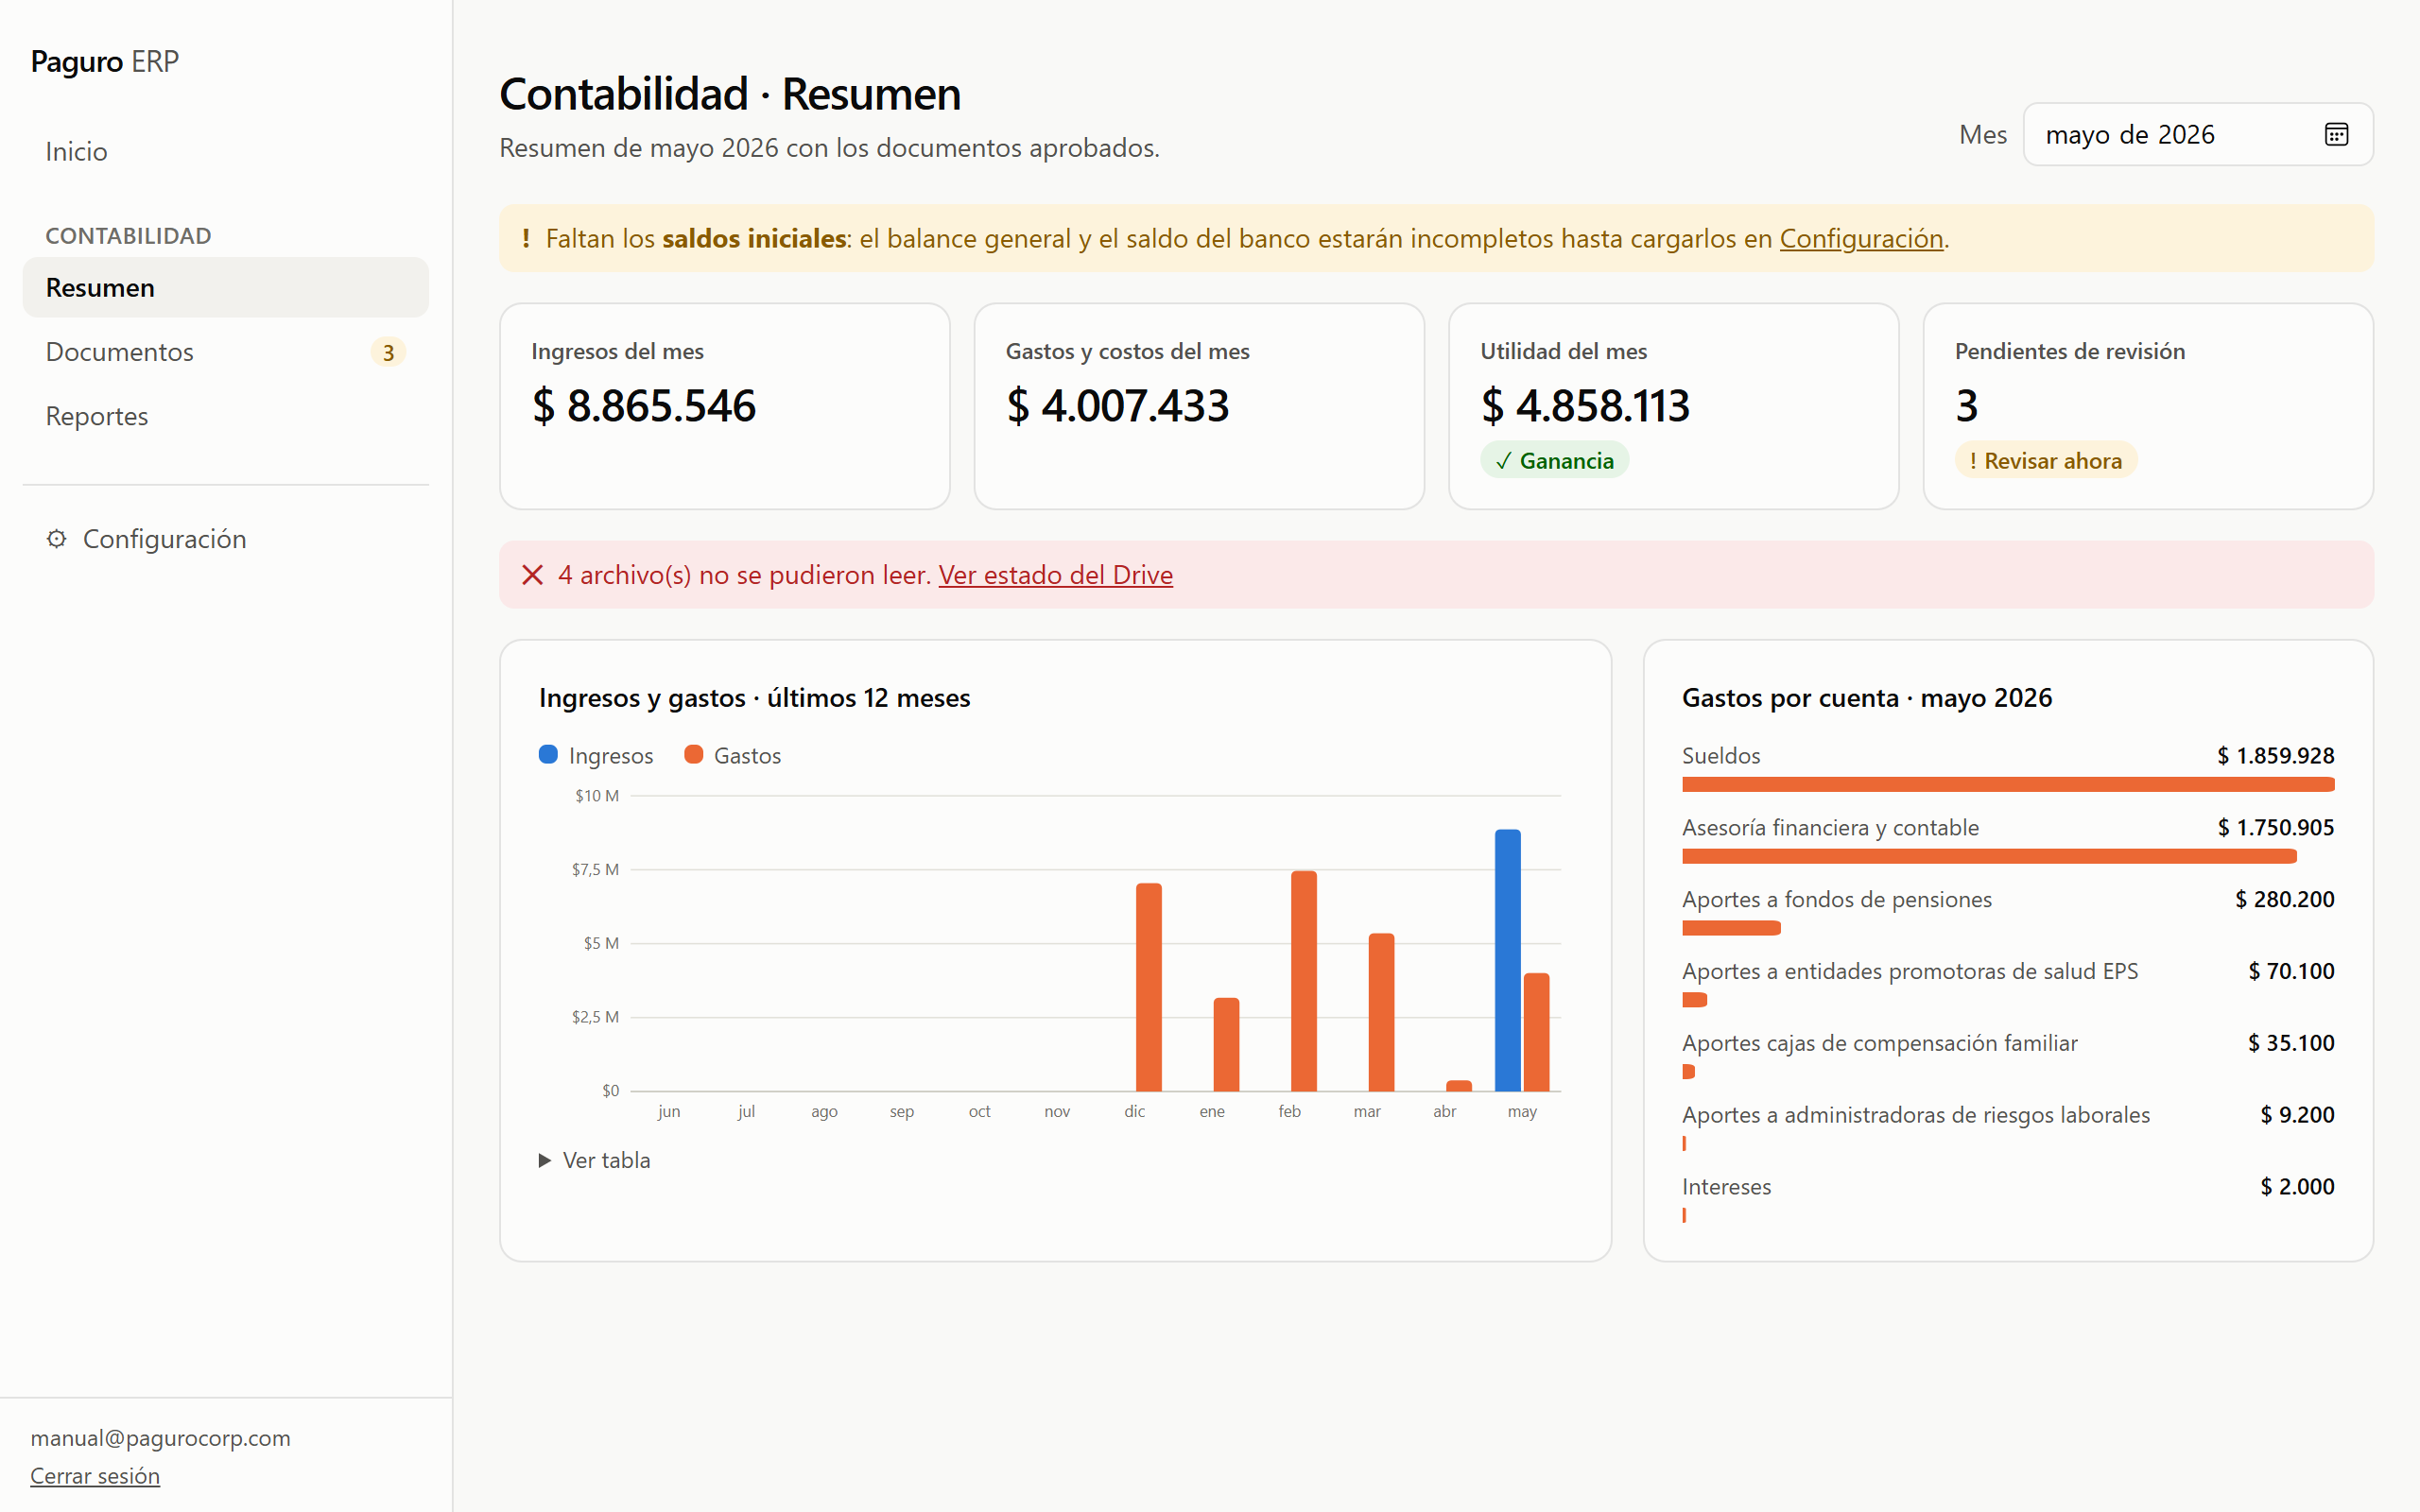 Paguro ERP
Inicio
CONTABILIDAD
Resumen
Documentos 3
Reportes
⚙ Configuración
manual@pagurocorp.com
Cerrar sesión
Contabilidad · Resumen
Resumen de mayo 2026 con los documentos aprobados.
Mes mayo de 2026
! Faltan los saldos iniciales: el balance general y el saldo del banco estarán incompletos hasta cargarlos en Configuración.
Ingresos del mes
$ 8.865.546
Gastos y costos del mes
$ 4.007.433
Utilidad del mes
$ 4.858.113
✓ Ganancia
Pendientes de revisión
3
! Revisar ahora
✕ 4 archivo(s) no se pudieron leer. Ver estado del Drive
Ingresos y gastos · últimos 12 meses
Ingresos Gastos
$10 M
$7,5 M
$5 M
$2,5 M
$0
jun jul ago sep oct nov dic ene feb mar abr may
▶ Ver tabla
Gastos por cuenta · mayo 2026
Sueldos $ 1.859.928
Asesoría financiera y contable $ 1.750.905
Aportes a fondos de pensiones $ 280.200
Aportes a entidades promotoras de salud EPS $ 70.100
Aportes cajas de compensación familiar $ 35.100
Aportes a administradoras de riesgos laborales $ 9.200
Intereses $ 2.000